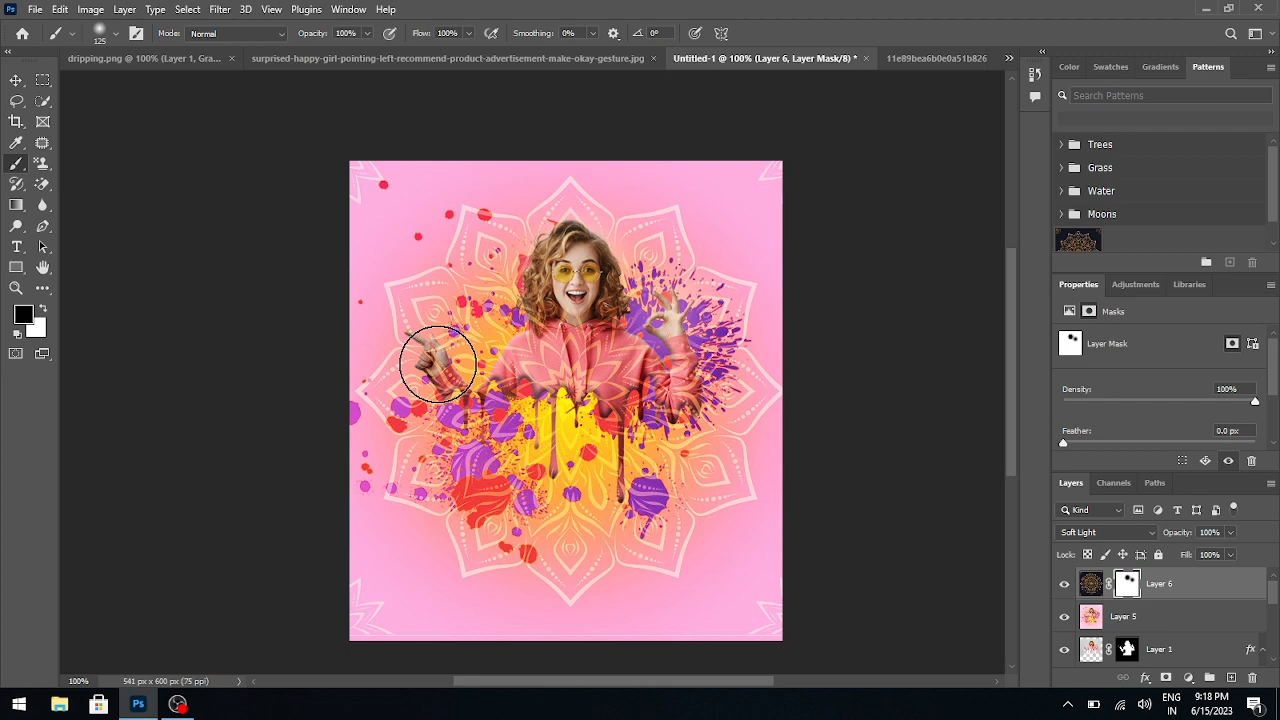 File Edit Image Layer Type Select Filter 3D View Plugins Window Help
125 Mode: Normal Opacity: 100% Flow: 100% Smoothing: 0% 0°
dripping.png @ 100% (Layer 1, Gra... × surprised-happy-girl-pointing-left-recommend-product-advertisement-make-okay-gesture.jpg × Untitled-1 @ 100% (Layer 6, Layer Mask/8) * × 11e89bea6b0e0a51b826
Color Swatches Gradients Patterns
Search Patterns
Trees
Grass
Water
Moons
Properties Adjustments Libraries
Masks
Layer Mask
Density: 100%
Feather: 0.0 px
Layers Channels Paths
Kind
Soft Light Opacity: 100%
Lock: Fill: 100%
Layer 6
Layer 5
Layer 1 fx
fx
100% 541 px x 600 px (75 ppi)
Ps
ENG
IN
9:18 PM
6/15/2023